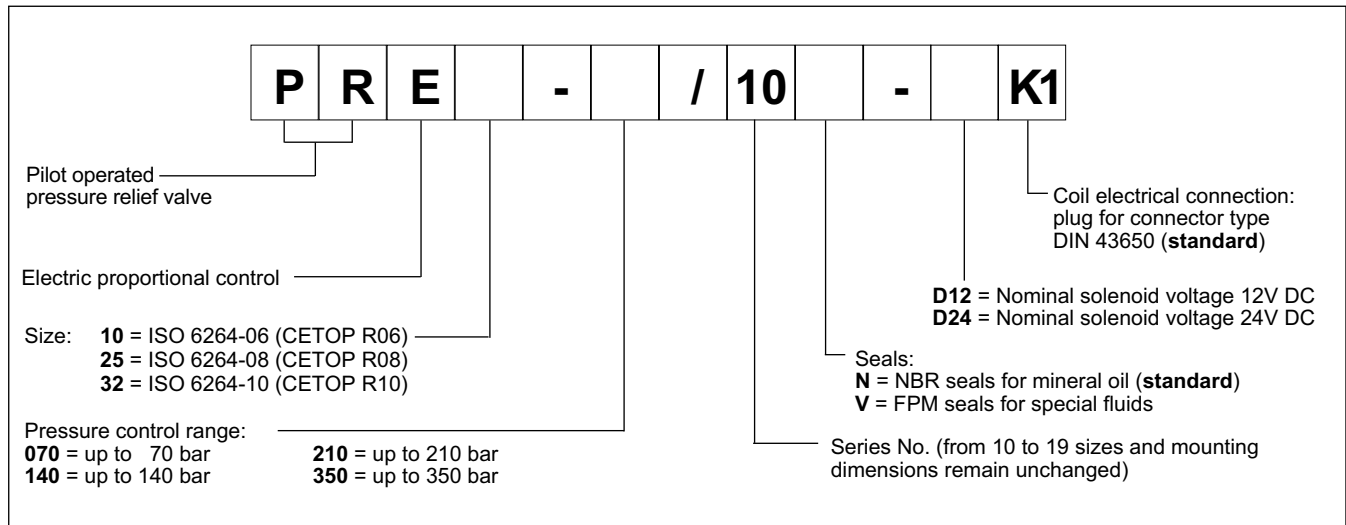 P R E - / 10 - K1
Pilot operated
pressure relief valve
Coil electrical connection:
plug for connector type
DIN 43650 (standard)
Electric proportional control
D12 = Nominal solenoid voltage 12V DC
D24 = Nominal solenoid voltage 24V DC
Size: 10 = ISO 6264-06 (CETOP R06)
25 = ISO 6264-08 (CETOP R08)
32 = ISO 6264-10 (CETOP R10)
Seals:
N = NBR seals for mineral oil (standard)
V = FPM seals for special fluids
Pressure control range:
070 = up to 70 bar 210 = up to 210 bar
140 = up to 140 bar 350 = up to 350 bar
Series No. (from 10 to 19 sizes and mounting
dimensions remain unchanged)